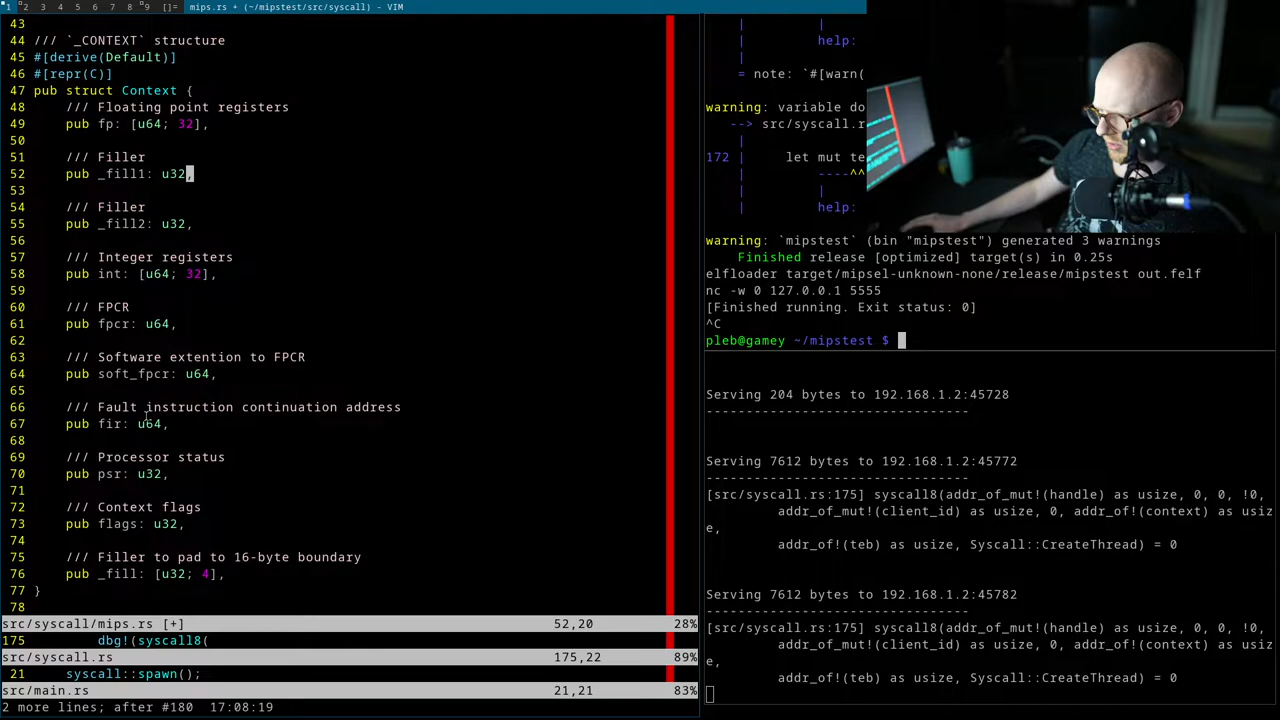 1 2 3 4 5 6 7 8 9 []= mips.rs + (~/mipstest/src/syscall) - VIM
43
44 /// `_CONTEXT` structure
45 #[derive(Default)]
46 #[repr(C)]
47 pub struct Context {
48 /// Floating point registers
49 pub fp: [u64; 32],
50
51 /// Filler
52 pub _fill1: u32,
53
54 /// Filler
55 pub _fill2: u32,
56
57 /// Integer registers
58 pub int: [u64; 32],
59
60 /// FPCR
61 pub fpcr: u64,
62
63 /// Software extention to FPCR
64 pub soft_fpcr: u64,
65
66 /// Fault instruction continuation address
67 pub fir: u64,
68
69 /// Processor status
70 pub psr: u32,
71
72 /// Context flags
73 pub flags: u32,
74
75 /// Filler to pad to 16-byte boundary
76 pub _fill: [u32; 4],
77 }
78
src/syscall/mips.rs [+] 52,20 28%
175 dbg!(syscall8(
src/syscall.rs 175,22 89%
21 syscall::spawn();
src/main.rs 21,21 83%
2 more lines; after #180 17:08:19
| |
| help:
|
= note: `#[warn(
warning: variable do
--> src/syscall.r
|
172 | let mut te
| ----^^
| |
| help:
warning: `mipstest` (bin "mipstest") generated 3 warnings
Finished release [optimized] target(s) in 0.25s
elfloader target/mipsel-unknown-none/release/mipstest out.felf
nc -w 0 127.0.0.1 5555
[Finished running. Exit status: 0]
^C
pleb@gamey ~/mipstest $
Serving 204 bytes to 192.168.1.2:45728
---------------------------------
Serving 7612 bytes to 192.168.1.2:45772
---------------------------------
[src/syscall.rs:175] syscall8(addr_of_mut!(handle) as usize, 0, 0, !0,
addr_of_mut!(client_id) as usize, 0, addr_of!(context) as usiz
e,
addr_of!(teb) as usize, Syscall::CreateThread) = 0
Serving 7612 bytes to 192.168.1.2:45782
---------------------------------
[src/syscall.rs:175] syscall8(addr_of_mut!(handle) as usize, 0, 0, !0,
addr_of_mut!(client_id) as usize, 0, addr_of!(context) as usiz
e,
addr_of!(teb) as usize, Syscall::CreateThread) = 0